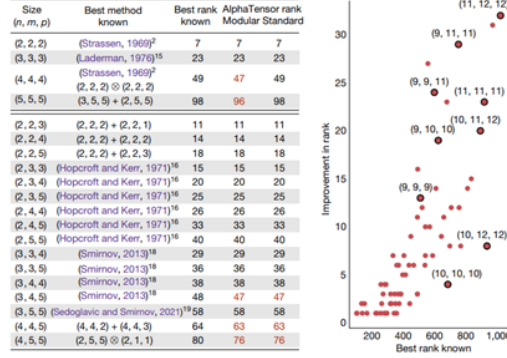 Size Best method Best rank AlphaTensor rank
(n, m, p) known known Modular Standard
(2, 2, 2) (Strassen, 1969)² 7 7 7
(3, 3, 3) (Laderman, 1976)¹⁵ 23 23 23
(4, 4, 4) (Strassen, 1969)² 49 47 49
(2, 2, 2) ⊗ (2, 2, 2)
(5, 5, 5) (3, 5, 5) + (2, 5, 5) 98 96 98
(2, 2, 3) (2, 2, 2) + (2, 2, 1) 11 11 11
(2, 2, 4) (2, 2, 2) + (2, 2, 2) 14 14 14
(2, 2, 5) (2, 2, 2) + (2, 2, 3) 18 18 18
(2, 3, 3) (Hopcroft and Kerr, 1971)¹⁶ 15 15 15
(2, 3, 4) (Hopcroft and Kerr, 1971)¹⁶ 20 20 20
(2, 3, 5) (Hopcroft and Kerr, 1971)¹⁶ 25 25 25
(2, 4, 4) (Hopcroft and Kerr, 1971)¹⁶ 26 26 26
(2, 4, 5) (Hopcroft and Kerr, 1971)¹⁶ 33 33 33
(2, 5, 5) (Hopcroft and Kerr, 1971)¹⁶ 40 40 40
(3, 3, 4) (Smirnov, 2013)¹⁸ 29 29 29
(3, 3, 5) (Smirnov, 2013)¹⁸ 36 36 36
(3, 4, 4) (Smirnov, 2013)¹⁸ 38 38 38
(3, 4, 5) (Smirnov, 2013)¹⁸ 48 47 47
(3, 5, 5) (Sedoglavic and Smirnov, 2021)¹⁹ 58 58 58
(4, 4, 5) (4, 4, 2) + (4, 4, 3) 64 63 63
(4, 5, 5) (2, 5, 5) ⊗ (2, 1, 1) 80 76 76
Improvement in rank
30
25
20
15
10
5
0
(11, 12, 12)
(9, 11, 11)
(9, 9, 11)
(11, 11, 11)
(10, 11, 12)
(9, 10, 10)
(9, 9, 9)
(10, 12, 12)
(10, 10, 10)
200 400 600 800 1,000
Best rank known